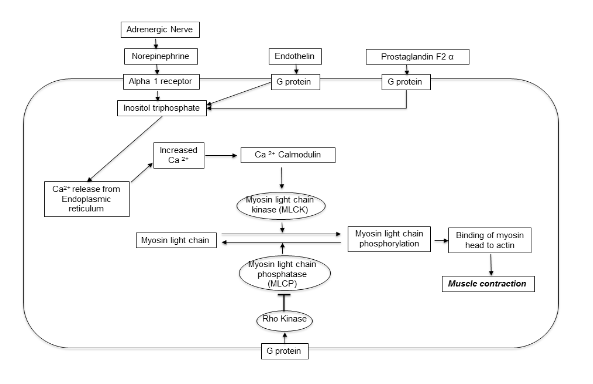 Adrenergic Nerve
Norepinephrine
Endothelin
Prostaglandin F2 α
Alpha 1 receptor
G protein
G protein
Inositol triphosphate
Increased
Ca ²⁺
Ca ²⁺ Calmodulin
Ca²⁺ release from
Endoplasmic
reticulum
Myosin light chain
kinase (MLCK)
Myosin light chain
Myosin light chain
phosphorylation
Binding of myosin
head to actin
Myosin light chain
phosphatase
(MLCP)
Muscle contraction
Rho Kinase
G protein